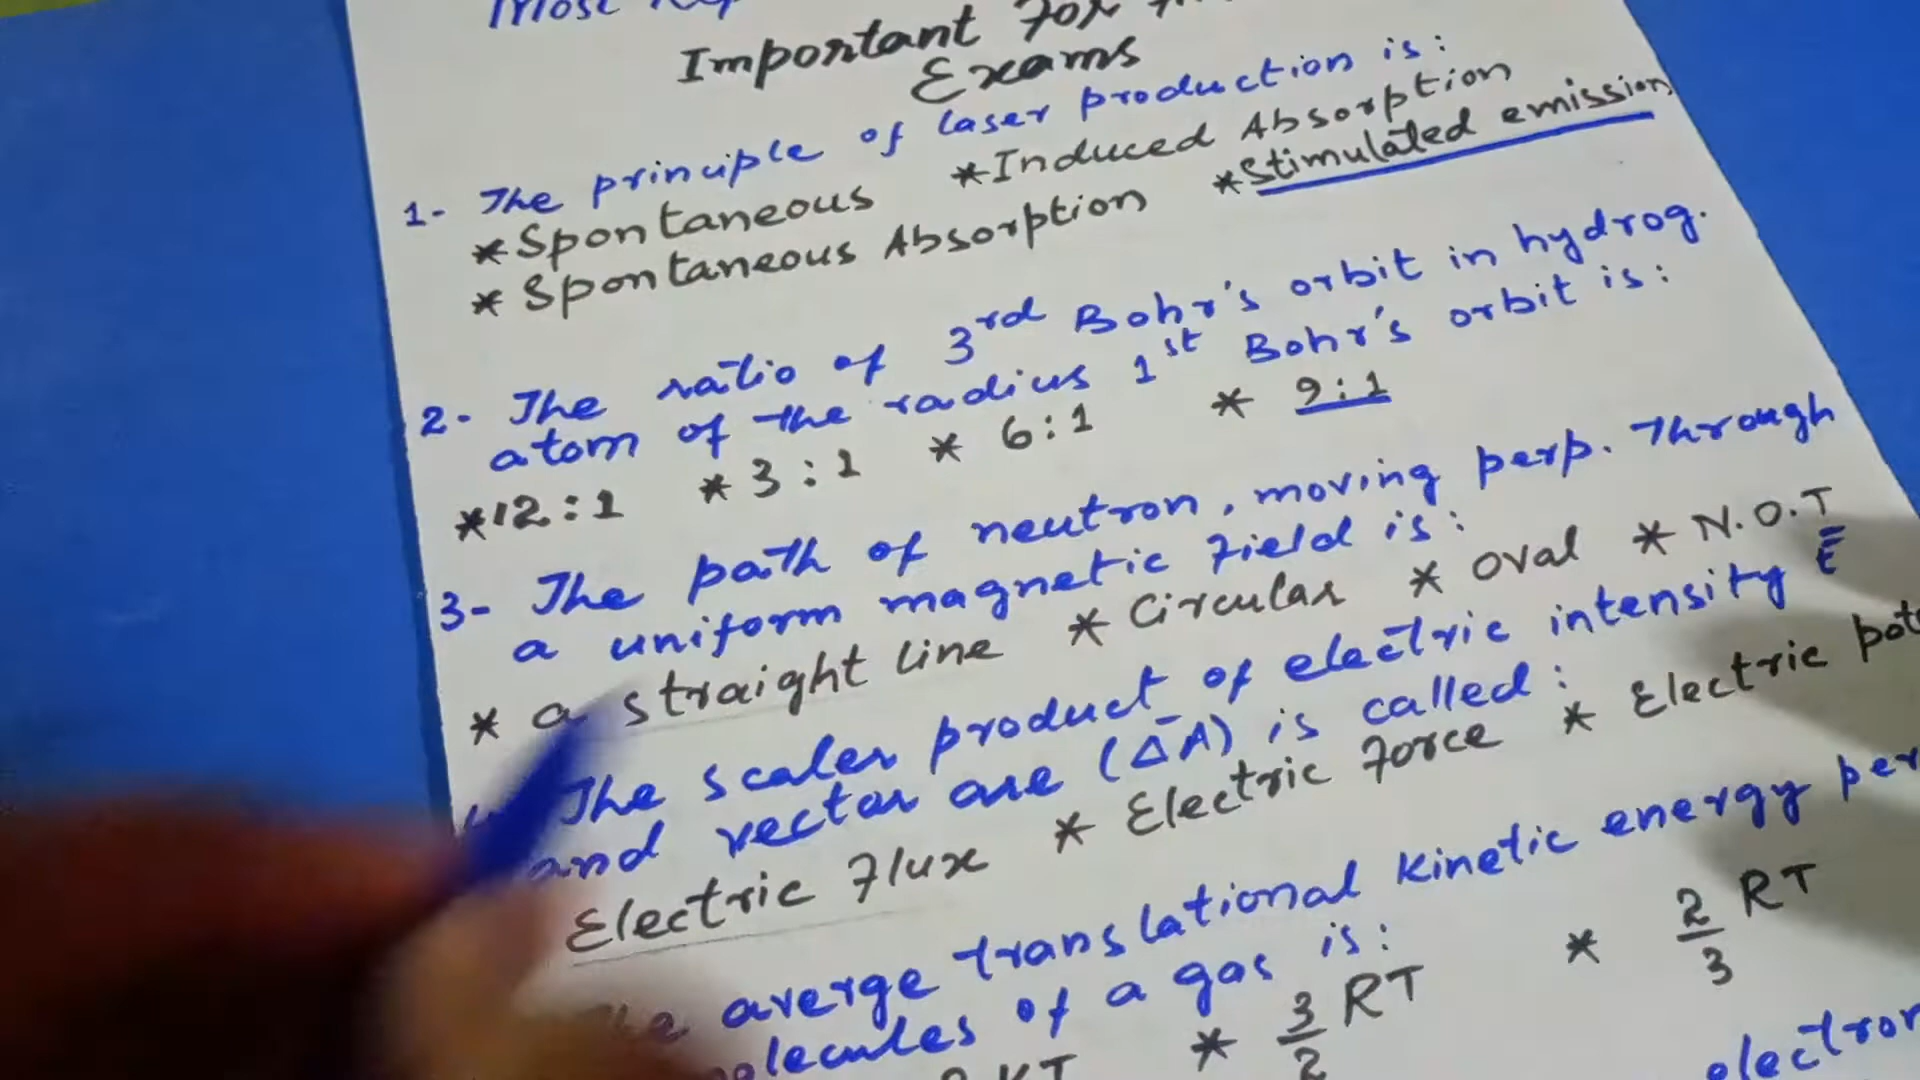 Most
Important For
Exams
1- The principle of laser production is:
*Spontaneous *Induced Absorption
* Spontaneous Absorption *Stimulated emission
2- The ratio of 3rd Bohr's orbit in hydrog.
atom of the radius 1st Bohr's orbit is:
*12:1 *3:1 * 6:1 * 9:1
3- The path of neutron, moving perp. Through
a uniform magnetic Field is:
* a straight line * Circular * oval * N.O.T
The scaler product of electric intensity E̅
and vector are (ΔA̅) is called:
Electric Flux * Electric Force * Electric
averge translational kinetic energy per
of a gas is:
KT * 3/2 RT * 2/3 RT